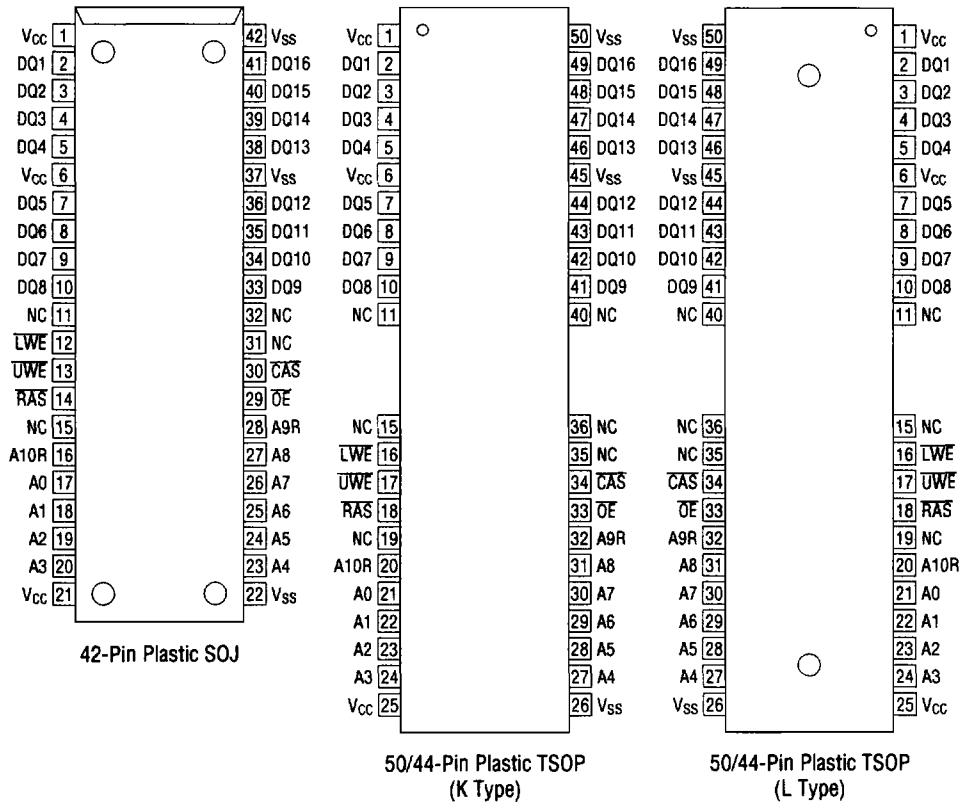 VCC 1 42 VSS VCC 1 50 VSS VSS 50 1 VCC
DQ1 2 41 DQ16 DQ1 2 49 DQ16 DQ16 49 2 DQ1
DQ2 3 40 DQ15 DQ2 3 48 DQ15 DQ15 48 3 DQ2
DQ3 4 39 DQ14 DQ3 4 47 DQ14 DQ14 47 4 DQ3
DQ4 5 38 DQ13 DQ4 5 46 DQ13 DQ13 46 5 DQ4
VCC 6 37 VSS VCC 6 45 VSS VSS 45 6 VCC
DQ5 7 36 DQ12 DQ5 7 44 DQ12 DQ12 44 7 DQ5
DQ6 8 35 DQ11 DQ6 8 43 DQ11 DQ11 43 8 DQ6
DQ7 9 34 DQ10 DQ7 9 42 DQ10 DQ10 42 9 DQ7
DQ8 10 33 DQ9 DQ8 10 41 DQ9 DQ9 41 10 DQ8
NC 11 32 NC NC 11 40 NC NC 40 11 NC
LWE 12 31 NC
UWE 13 30 CAS
RAS 14 29 OE
NC 15 28 A9R NC 15 36 NC NC 36 15 NC
A10R 16 27 A8 LWE 16 35 NC NC 35 16 LWE
A0 17 26 A7 UWE 17 34 CAS CAS 34 17 UWE
A1 18 25 A6 RAS 18 33 OE OE 33 18 RAS
A2 19 24 A5 NC 19 32 A9R A9R 32 19 NC
A3 20 23 A4 A10R 20 31 A8 A8 31 20 A10R
VCC 21 22 VSS A0 21 30 A7 A7 30 21 A0
A1 22 29 A6 A6 29 22 A1
A2 23 28 A5 A5 28 23 A2
A3 24 27 A4 A4 27 24 A3
VCC 25 26 VSS VSS 26 25 VCC
42-Pin Plastic SOJ
50/44-Pin Plastic TSOP
(K Type)
50/44-Pin Plastic TSOP
(L Type)